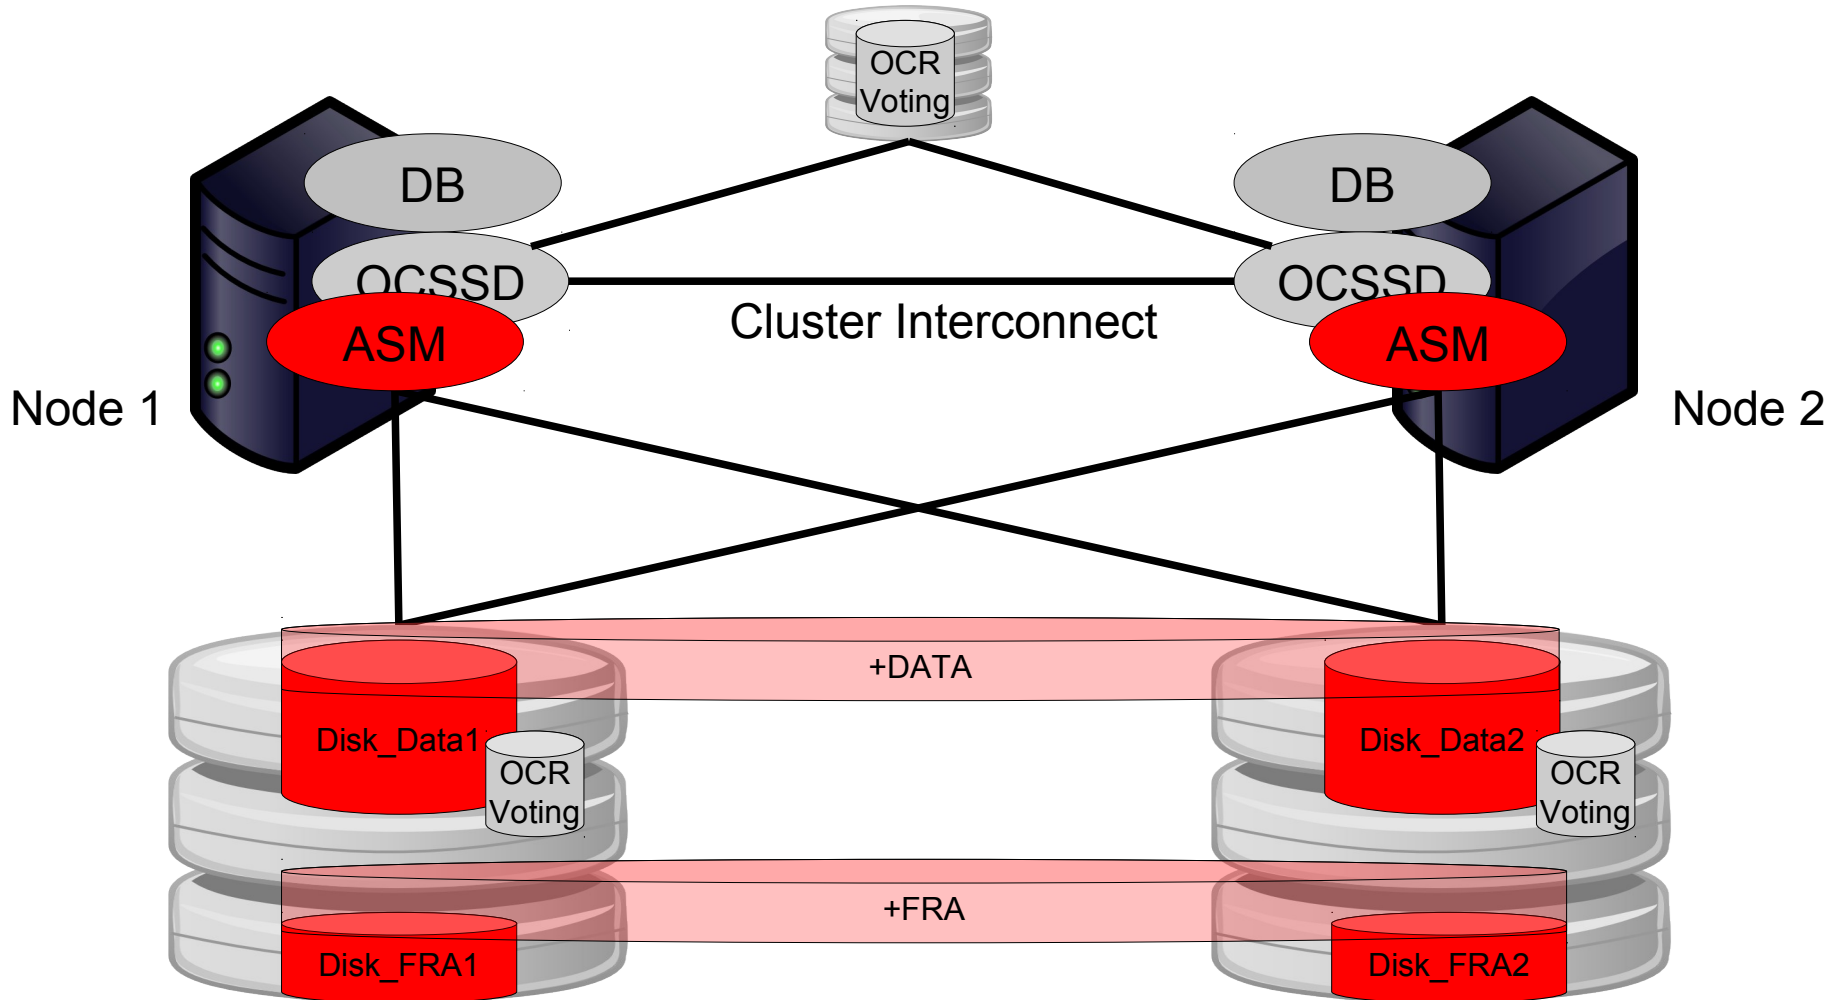 OCR
Voting
DB
DB
OCSSD
OCSSD
Cluster Interconnect
ASM
ASM
Node 1
Node 2
+DATA
Disk_Data1
Disk_Data2
OCR
Voting
OCR
Voting
+FRA
Disk_FRA1
Disk_FRA2